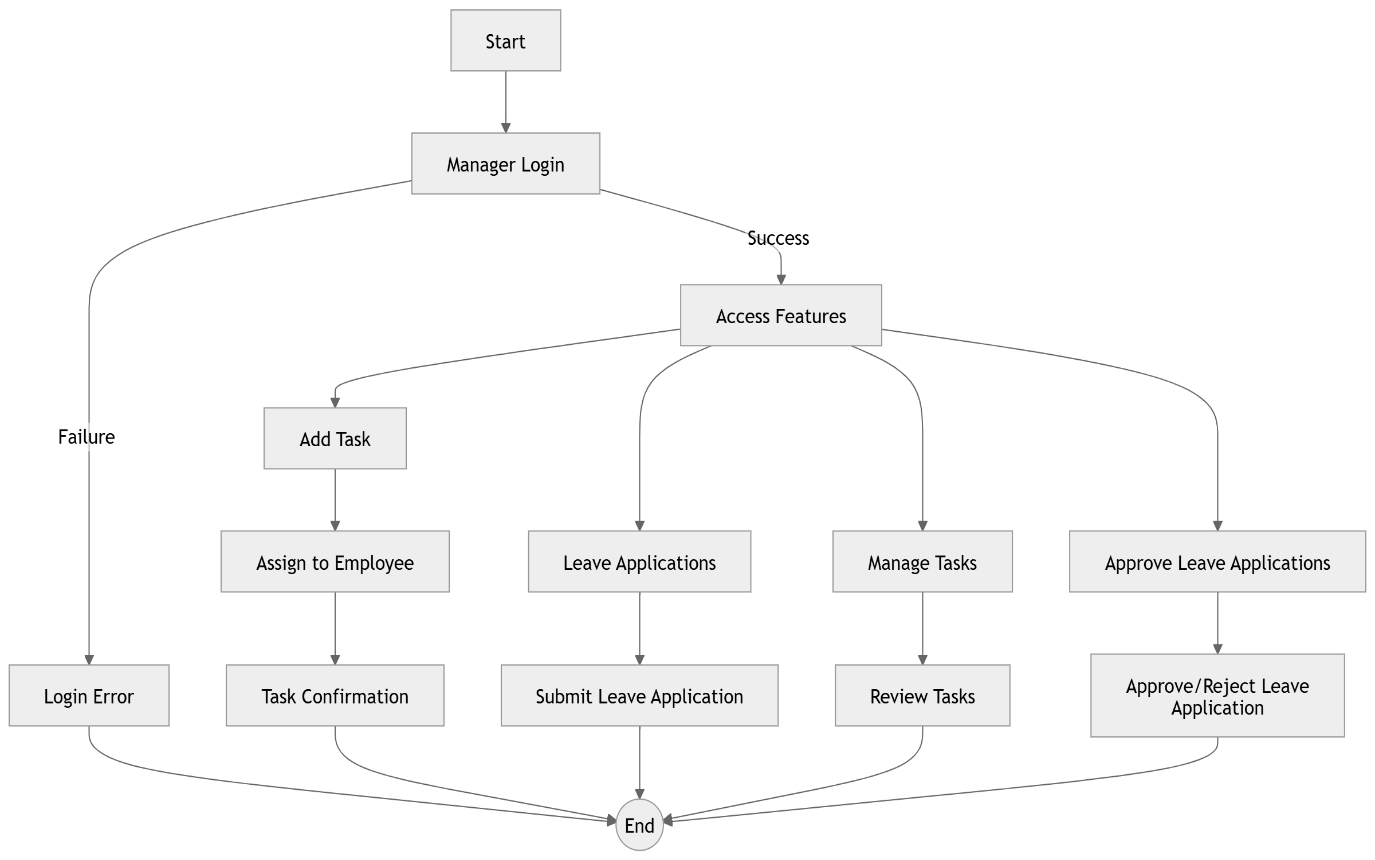 Start
Manager Login
Success
Access Features
Failure
Add Task
Assign to Employee
Leave Applications
Manage Tasks
Approve Leave Applications
Login Error
Task Confirmation
Submit Leave Application
Review Tasks
Approve/Reject Leave
Application
End